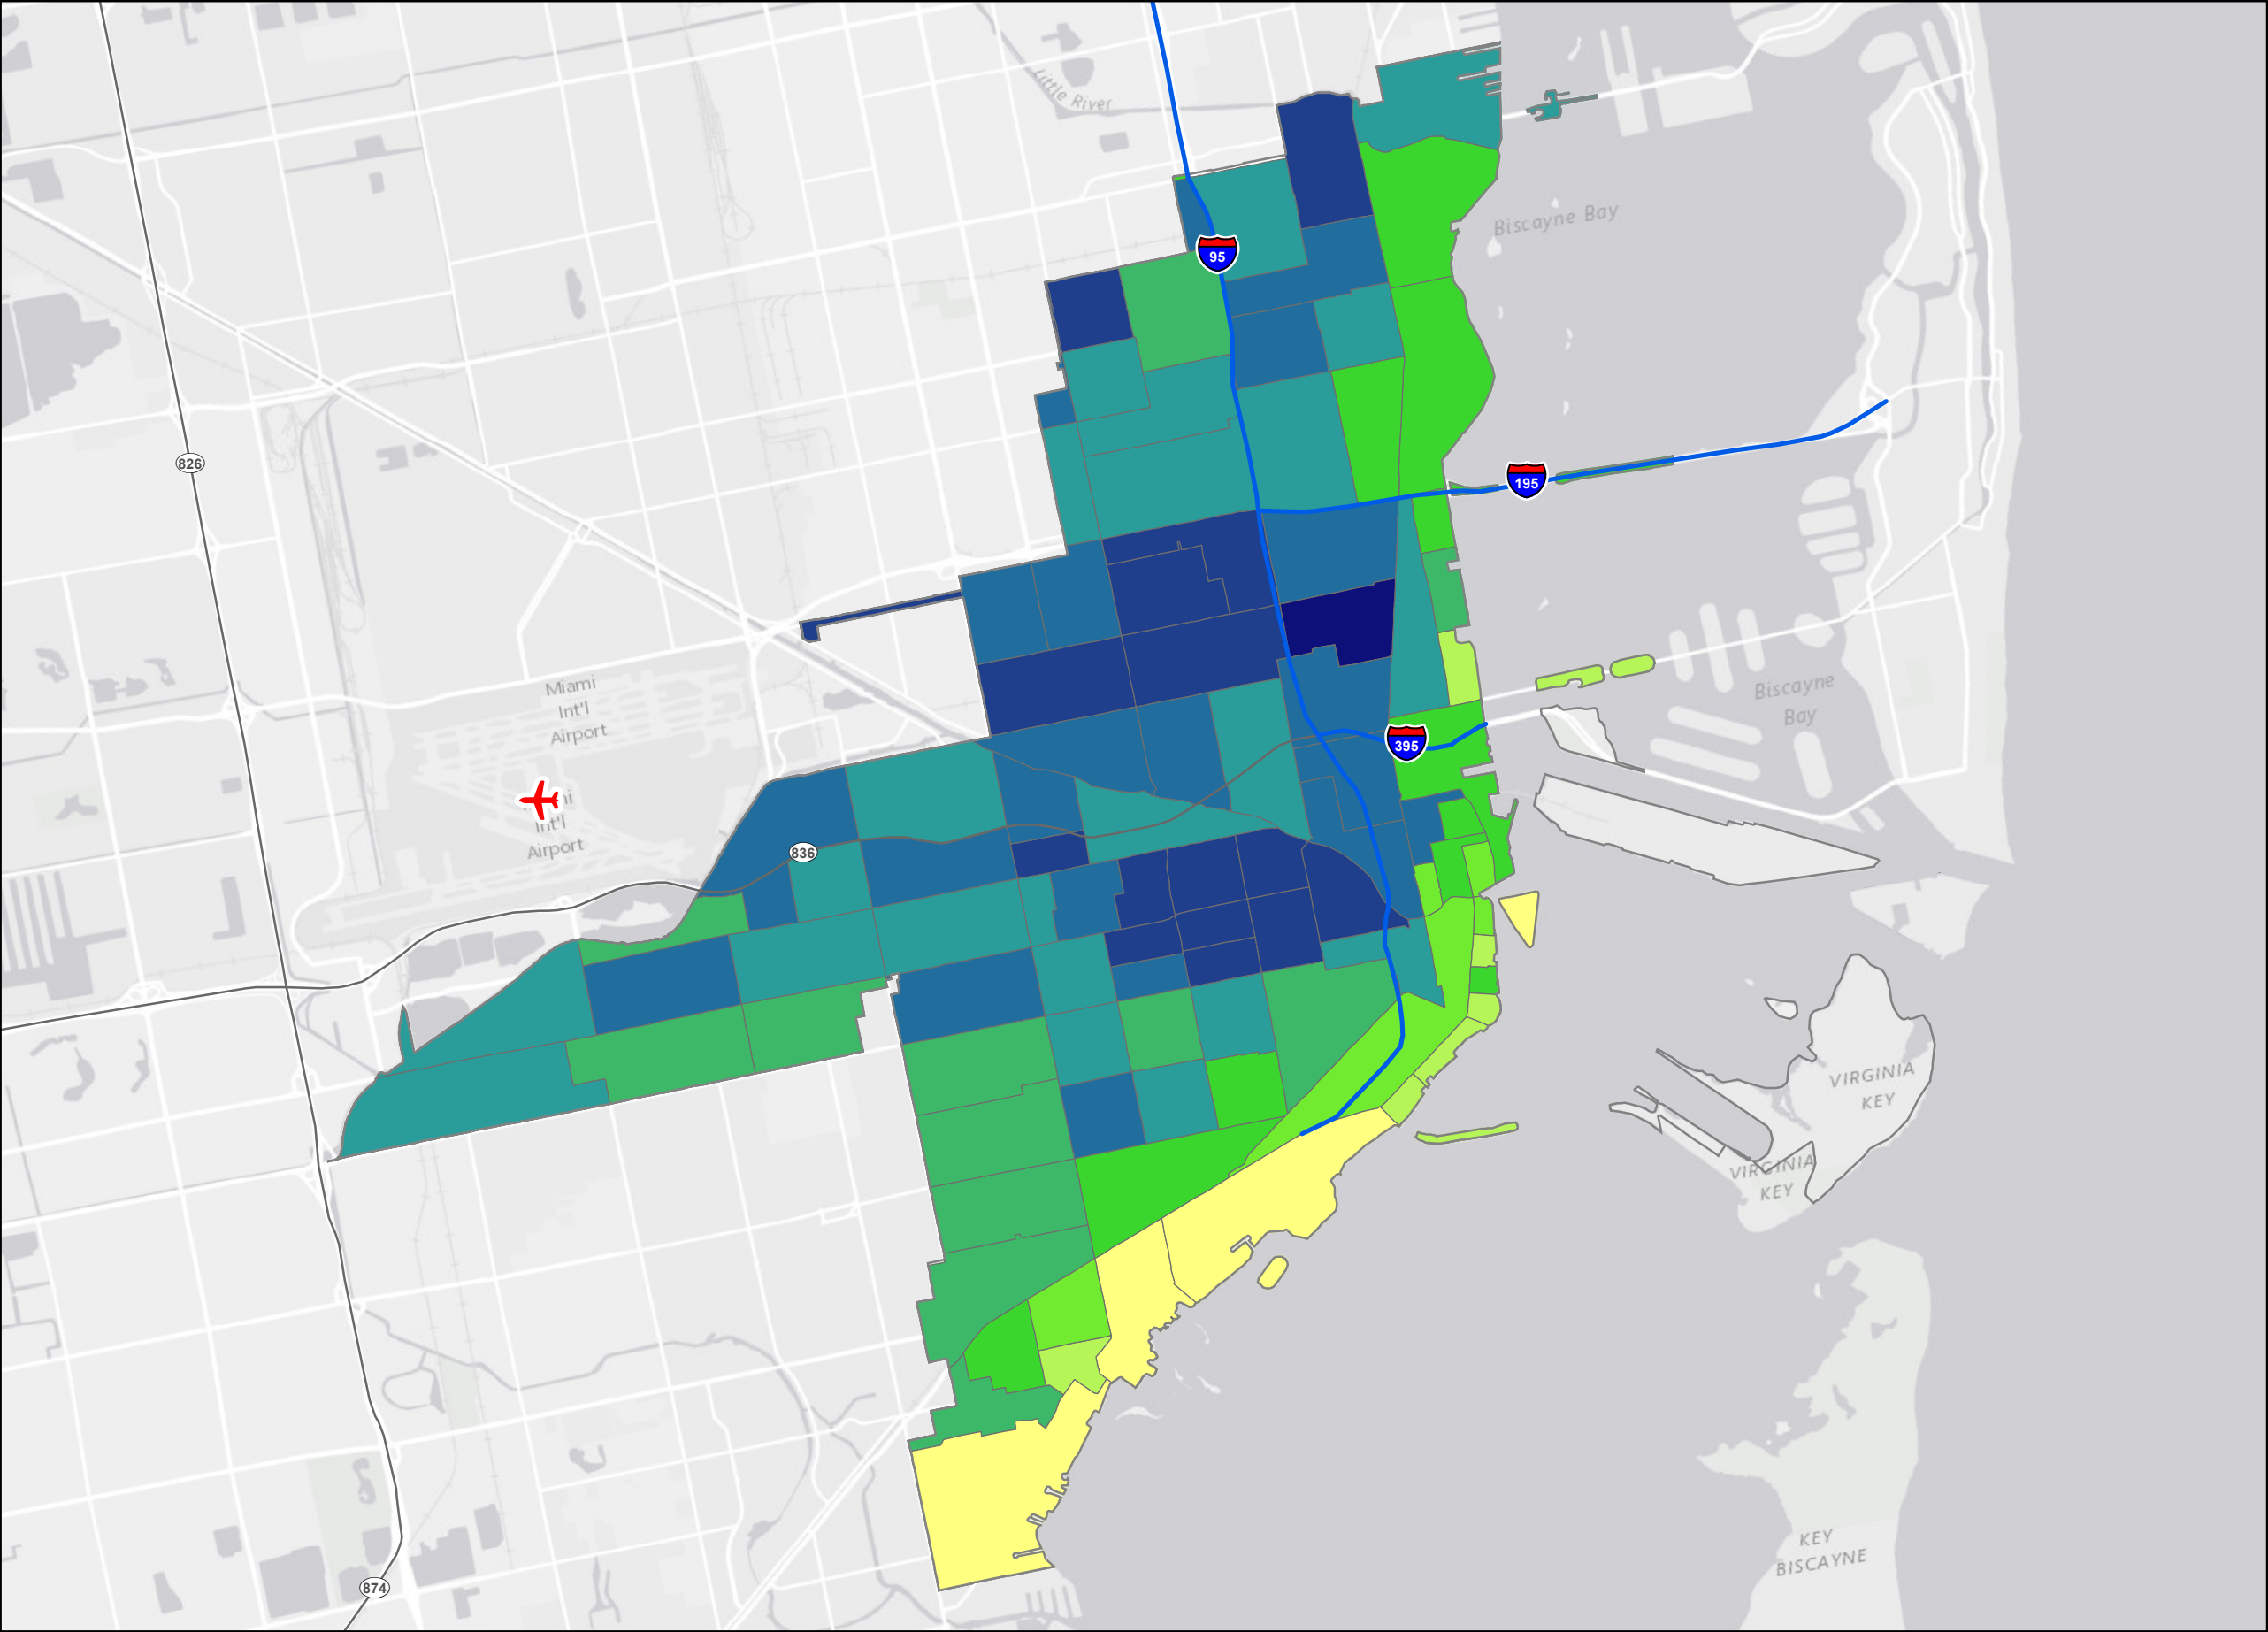 Little River
Biscayne Bay
95
826
195
Miami
Int'l
Airport
Biscayne
Bay
395
Int'l
Airport
836
VIRGINIA
KEY
VIRGINIA
KEY
KEY
BISCAYNE
874